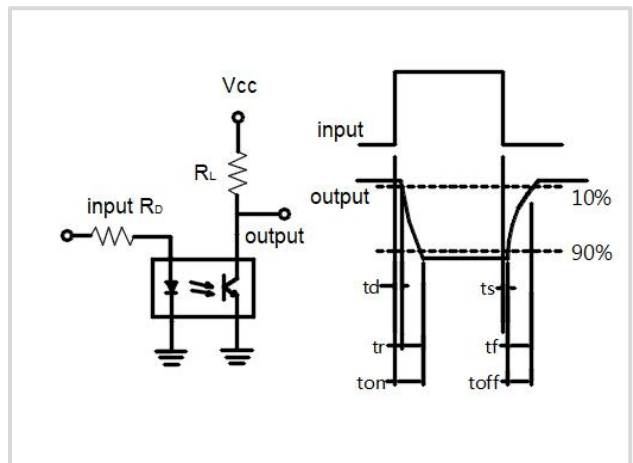 Vcc
RL
input RD
output
input
output
10%
90%
td
ts
tr
tf
ton
toff